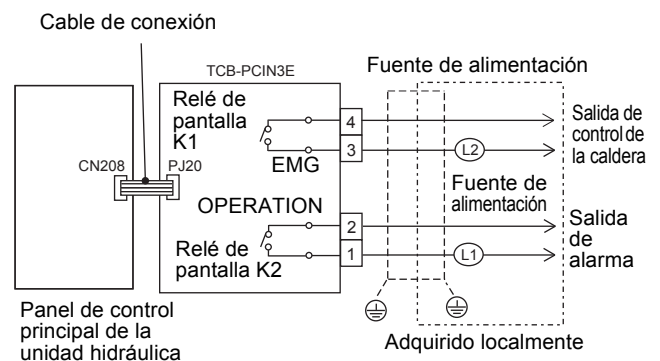 Cable de conexión
TCB-PCIN3E
Fuente de alimentación
Relé de
pantalla
K1
4
3
EMG
L2
Salida de
control de
la caldera
CN208
PJ20
OPERATION
Fuente de
alimentación
Relé de
pantalla K2
2
1
L1
Salida
de
alarma
Panel de control
principal de la
unidad hidráulica
Adquirido localmente